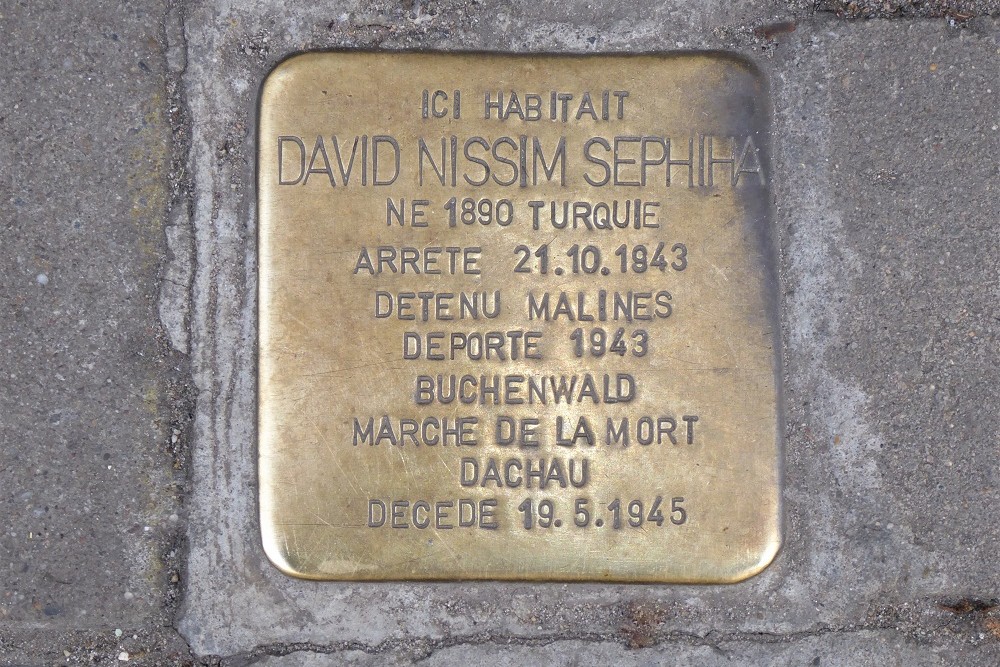 ICI HABITAIT
DAVID NISSIM SEPHIHA
NE 1890 TURQUIE
ARRETE 21.10.1943
DETENU MALINES
DEPORTE 1943
BUCHENWALD
MARCHE DE LA MORT
DACHAU
DECEDE 19.5.1945